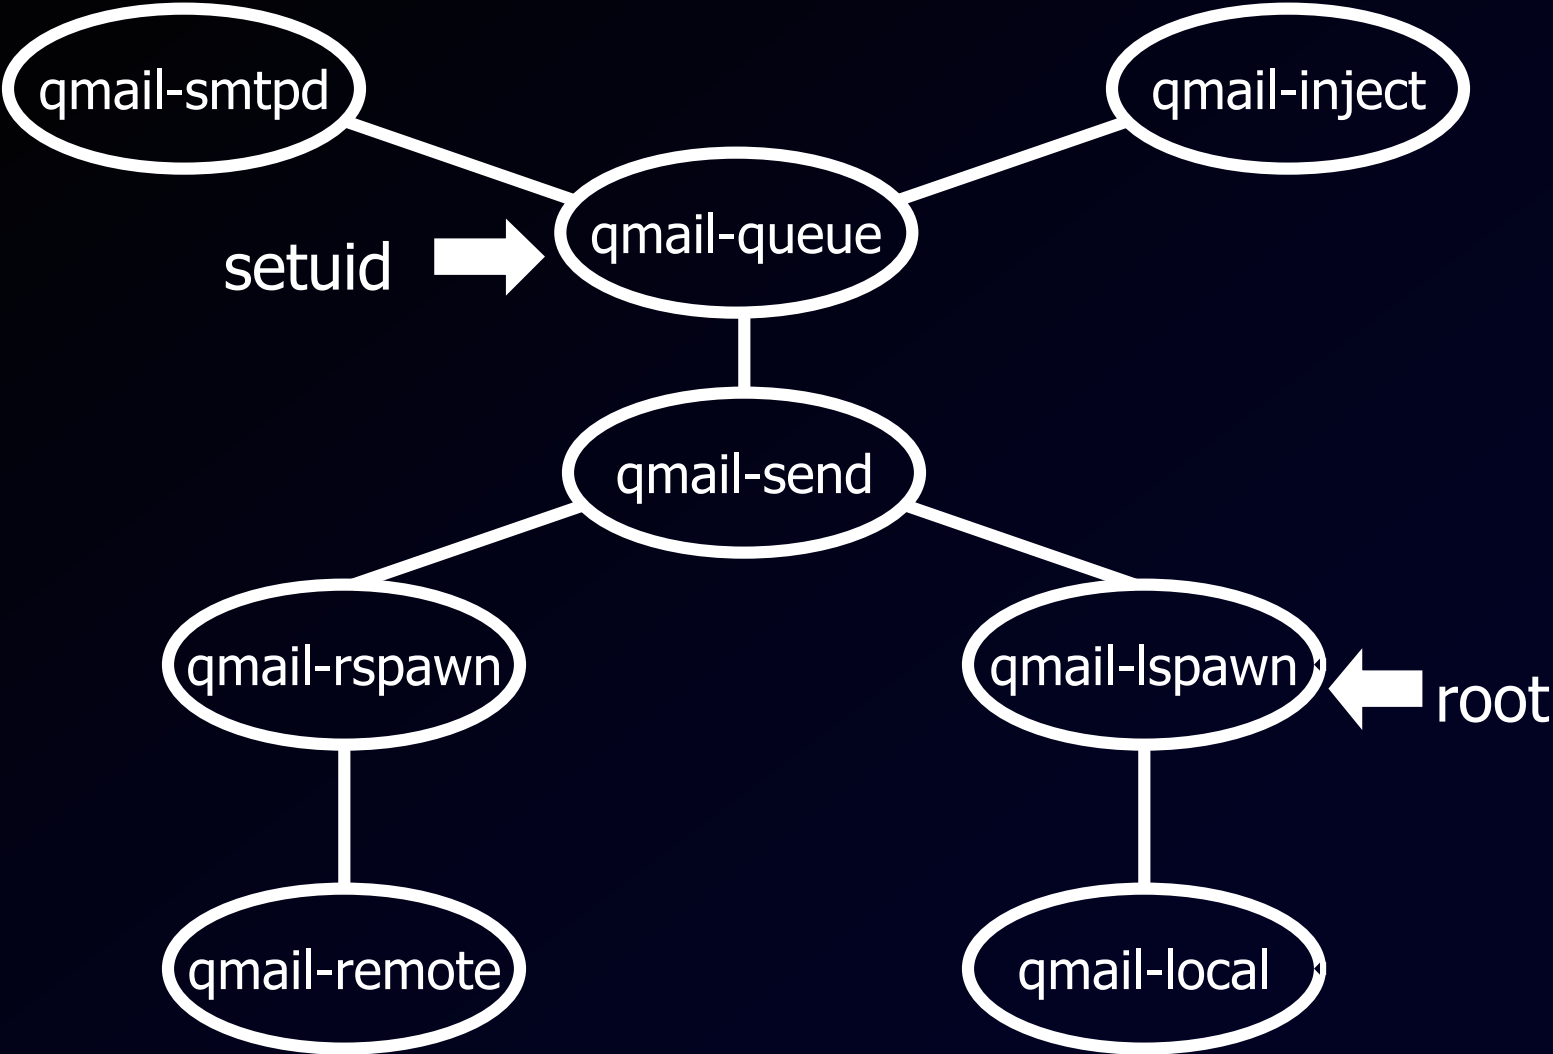 qmail-smtpd
qmail-inject
qmail-queue
setuid
qmail-send
qmail-rspawn
qmail-lspawn
root
qmail-remote
qmail-local